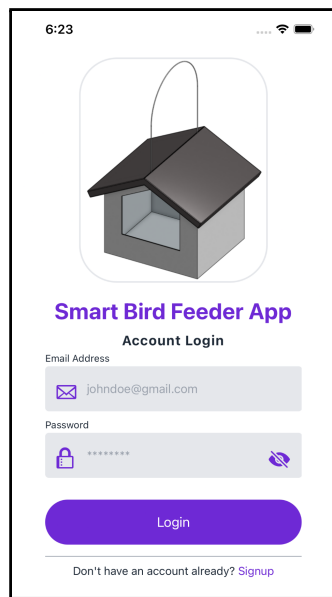 6:23
Smart Bird Feeder App
Account Login
Email Address
johndoe@gmail.com
Password
********
Login
Don't have an account already? Signup